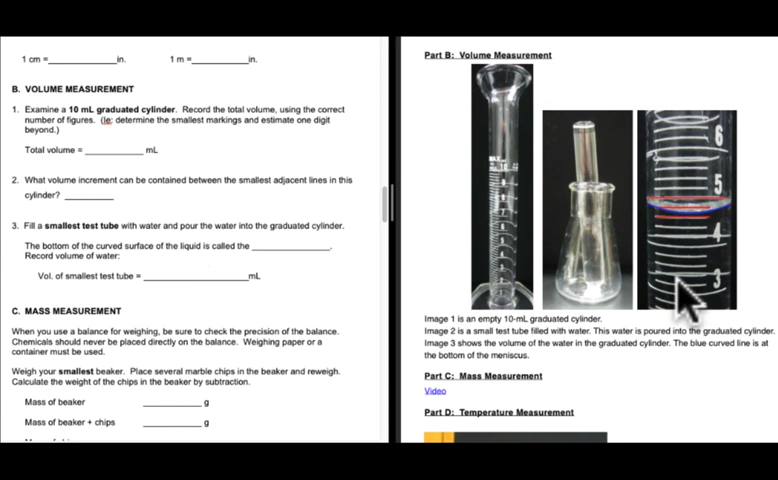 1 cm =____________in. 1 m =__________in.
B. VOLUME MEASUREMENT
1. Examine a 10 mL graduated cylinder. Record the total volume, using the correct
number of figures. (Ie; determine the smallest markings and estimate one digit
beyond.)
Total volume = __________ mL
2. What volume increment can be contained between the smallest adjacent lines in this
cylinder? ________
3. Fill a smallest test tube with water and pour the water into the graduated cylinder.
The bottom of the curved surface of the liquid is called the _____________.
Record volume of water:
Vol. of smallest test tube = _________________mL
C. MASS MEASUREMENT
When you use a balance for weighing, be sure to check the precision of the balance.
Chemicals should never be placed directly on the balance. Weighing paper or a
container must be used.
Weigh your smallest beaker. Place several marble chips in the beaker and reweigh.
Calculate the weight of the chips in the beaker by subtraction.
Mass of beaker __________ g
Mass of beaker + chips __________ g
Part B: Volume Measurement
6
5
4
3
Image 1 is an empty 10-mL graduated cylinder.
Image 2 is a small test tube filled with water. This water is poured into the graduated cylinder.
Image 3 shows the volume of the water in the graduated cylinder. The blue curved line is at
the bottom of the meniscus.
Part C: Mass Measurement
Video
Part D: Temperature Measurement